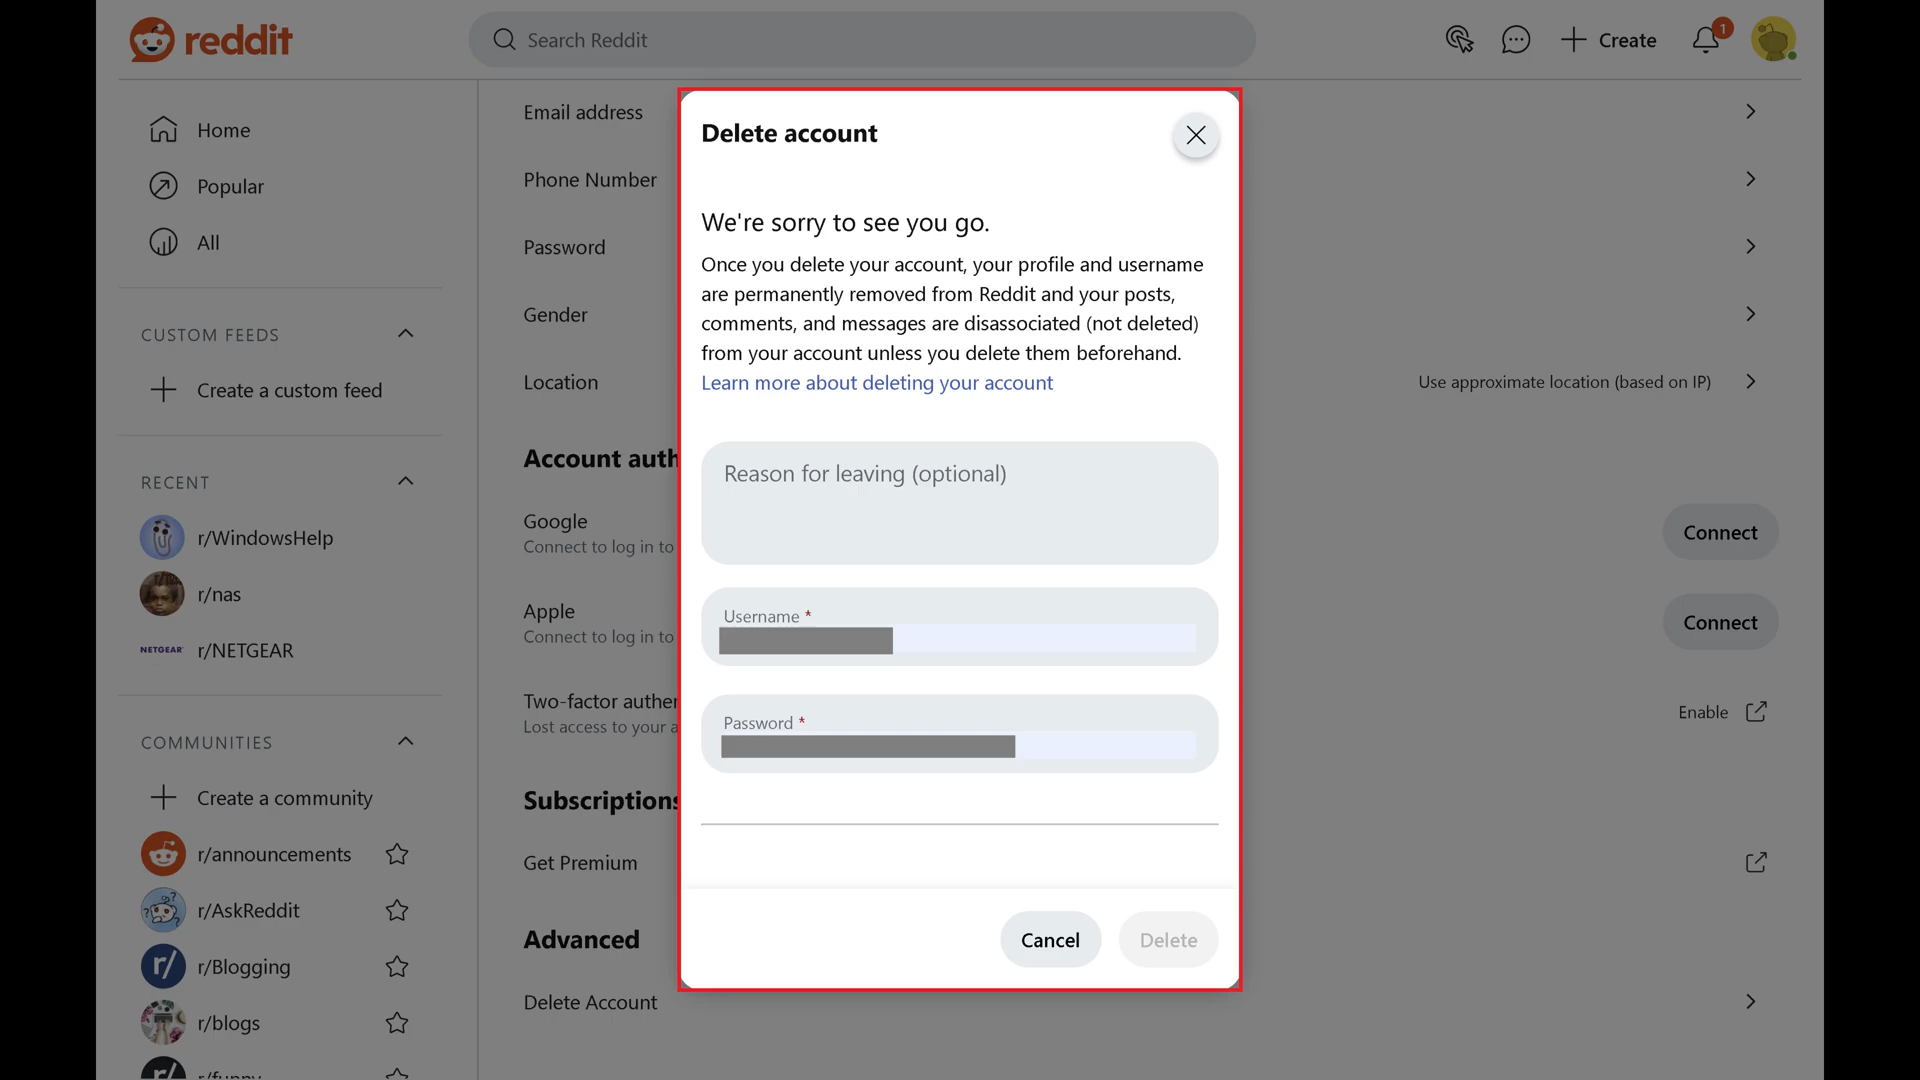 reddit
Search Reddit
Create
1
Home
Popular
All
CUSTOM FEEDS
Create a custom feed
RECENT
r/WindowsHelp
r/nas
NETGEAR
r/NETGEAR
COMMUNITIES
Create a community
r/announcements
r/AskReddit
r/
r/Blogging
r/blogs
r/
r/funny
Email address
Phone Number
Password
Gender
Location
Use approximate location (based on IP)
Account auth
Google
Connect to log in to
Connect
Apple
Connect to log in to
Connect
Two-factor authen
Lost access to your a
Enable
Subscriptions
Get Premium
Advanced
Delete Account
Delete account
We're sorry to see you go.
Once you delete your account, your profile and username
are permanently removed from Reddit and your posts,
comments, and messages are disassociated (not deleted)
from your account unless you delete them beforehand.
Learn more about deleting your account
Reason for leaving (optional)
Username *
Password *
Cancel
Delete